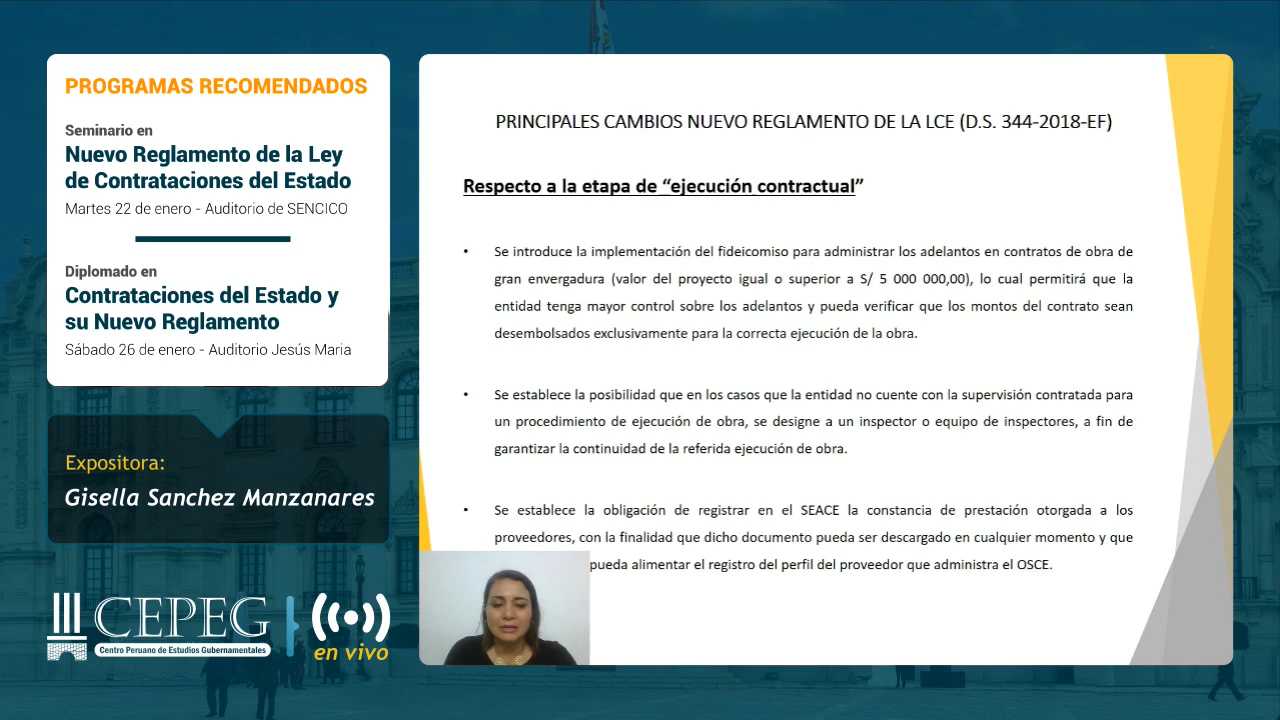 PROGRAMAS RECOMENDADOS
Seminario en
Nuevo Reglamento de la Ley
de Contrataciones del Estado
Martes 22 de enero - Auditorio de SENCICO
Diplomado en
Contrataciones del Estado y
su Nuevo Reglamento
Sábado 26 de enero - Auditorio Jesús Maria
Expositora:
Gisella Sanchez Manzanares
CEPEG
Centro Peruano de Estudios Gubernamentales
en vivo
PRINCIPALES CAMBIOS NUEVO REGLAMENTO DE LA LCE (D.S. 344-2018-EF)
Respecto a la etapa de “ejecución contractual”
• Se introduce la implementación del fideicomiso para administrar los adelantos en contratos de obra de
gran envergadura (valor del proyecto igual o superior a S/ 5 000 000,00), lo cual permitirá que la
entidad tenga mayor control sobre los adelantos y pueda verificar que los montos del contrato sean
desembolsados exclusivamente para la correcta ejecución de la obra.
• Se establece la posibilidad que en los casos que la entidad no cuente con la supervisión contratada para
un procedimiento de ejecución de obra, se designe a un inspector o equipo de inspectores, a fin de
garantizar la continuidad de la referida ejecución de obra.
• Se establece la obligación de registrar en el SEACE la constancia de prestación otorgada a los
proveedores, con la finalidad que dicho documento pueda ser descargado en cualquier momento y que
pueda alimentar el registro del perfil del proveedor que administra el OSCE.